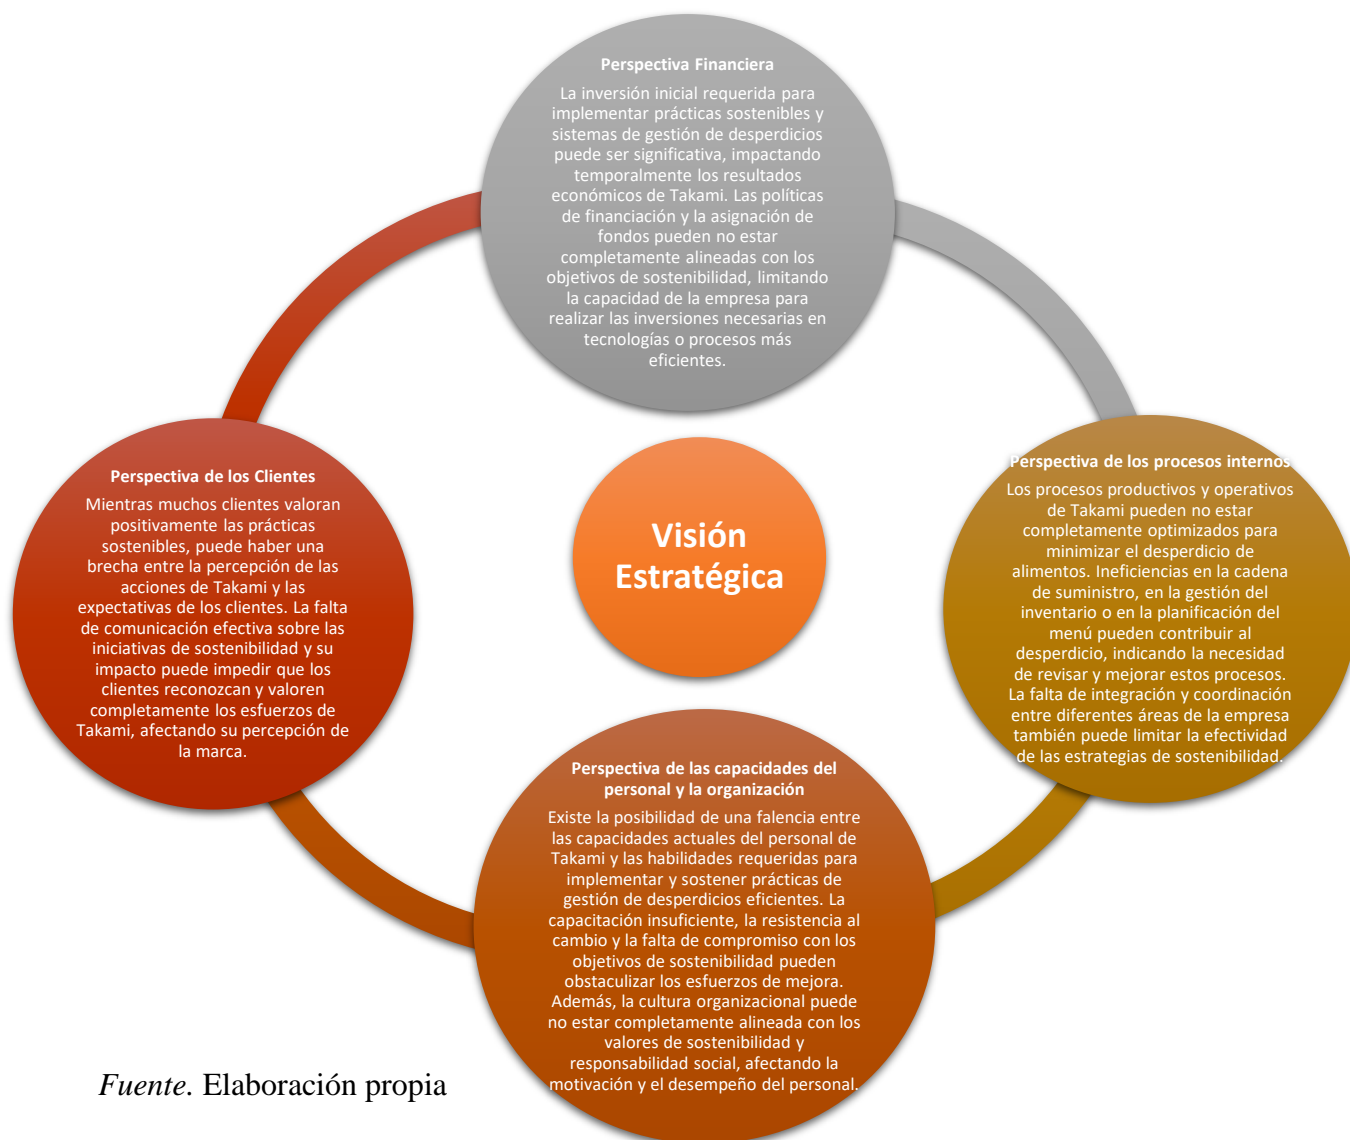 Perspectiva Financiera
La inversión inicial requerida para
implementar prácticas sostenibles y
sistemas de gestión de desperdicios
puede ser significativa, impactando
temporalmente los resultados
económicos de Takami. Las políticas
de financiación y la asignación de
fondos pueden no estar
completamente alineadas con los
objetivos de sostenibilidad, limitando
la capacidad de la empresa para
realizar las inversiones necesarias en
tecnologías o procesos más
eficientes.
Perspectiva de los procesos internos
Los procesos productivos y operativos
de Takami pueden no estar
completamente optimizados para
minimizar el desperdicio de
alimentos. Ineficiencias en la cadena
de suministro, en la gestión del
inventario o en la planificación del
menú pueden contribuir al
desperdicio, indicando la necesidad
de revisar y mejorar estos procesos.
La falta de integración y coordinación
entre diferentes áreas de la empresa
también puede limitar la efectividad
de las estrategias de sostenibilidad.
Perspectiva de las capacidades del
personal y la organización
Existe la posibilidad de una falencia entre
las capacidades actuales del personal de
Takami y las habilidades requeridas para
implementar y sostener prácticas de
gestión de desperdicios eficientes. La
capacitación insuficiente, la resistencia al
cambio y la falta de compromiso con los
objetivos de sostenibilidad pueden
obstaculizar los esfuerzos de mejora.
Además, la cultura organizacional puede
no estar completamente alineada con los
valores de sostenibilidad y
responsabilidad social, afectando la
motivación y el desempeño del personal.
Perspectiva de los Clientes
Mientras muchos clientes valoran
positivamente las prácticas
sostenibles, puede haber una
brecha entre la percepción de las
acciones de Takami y las
expectativas de los clientes. La falta
de comunicación efectiva sobre las
iniciativas de sostenibilidad y su
impacto puede impedir que los
clientes reconozcan y valoren
completamente los esfuerzos de
Takami, afectando su percepción de
la marca.
Visión
Estratégica
Fuente. Elaboración propia